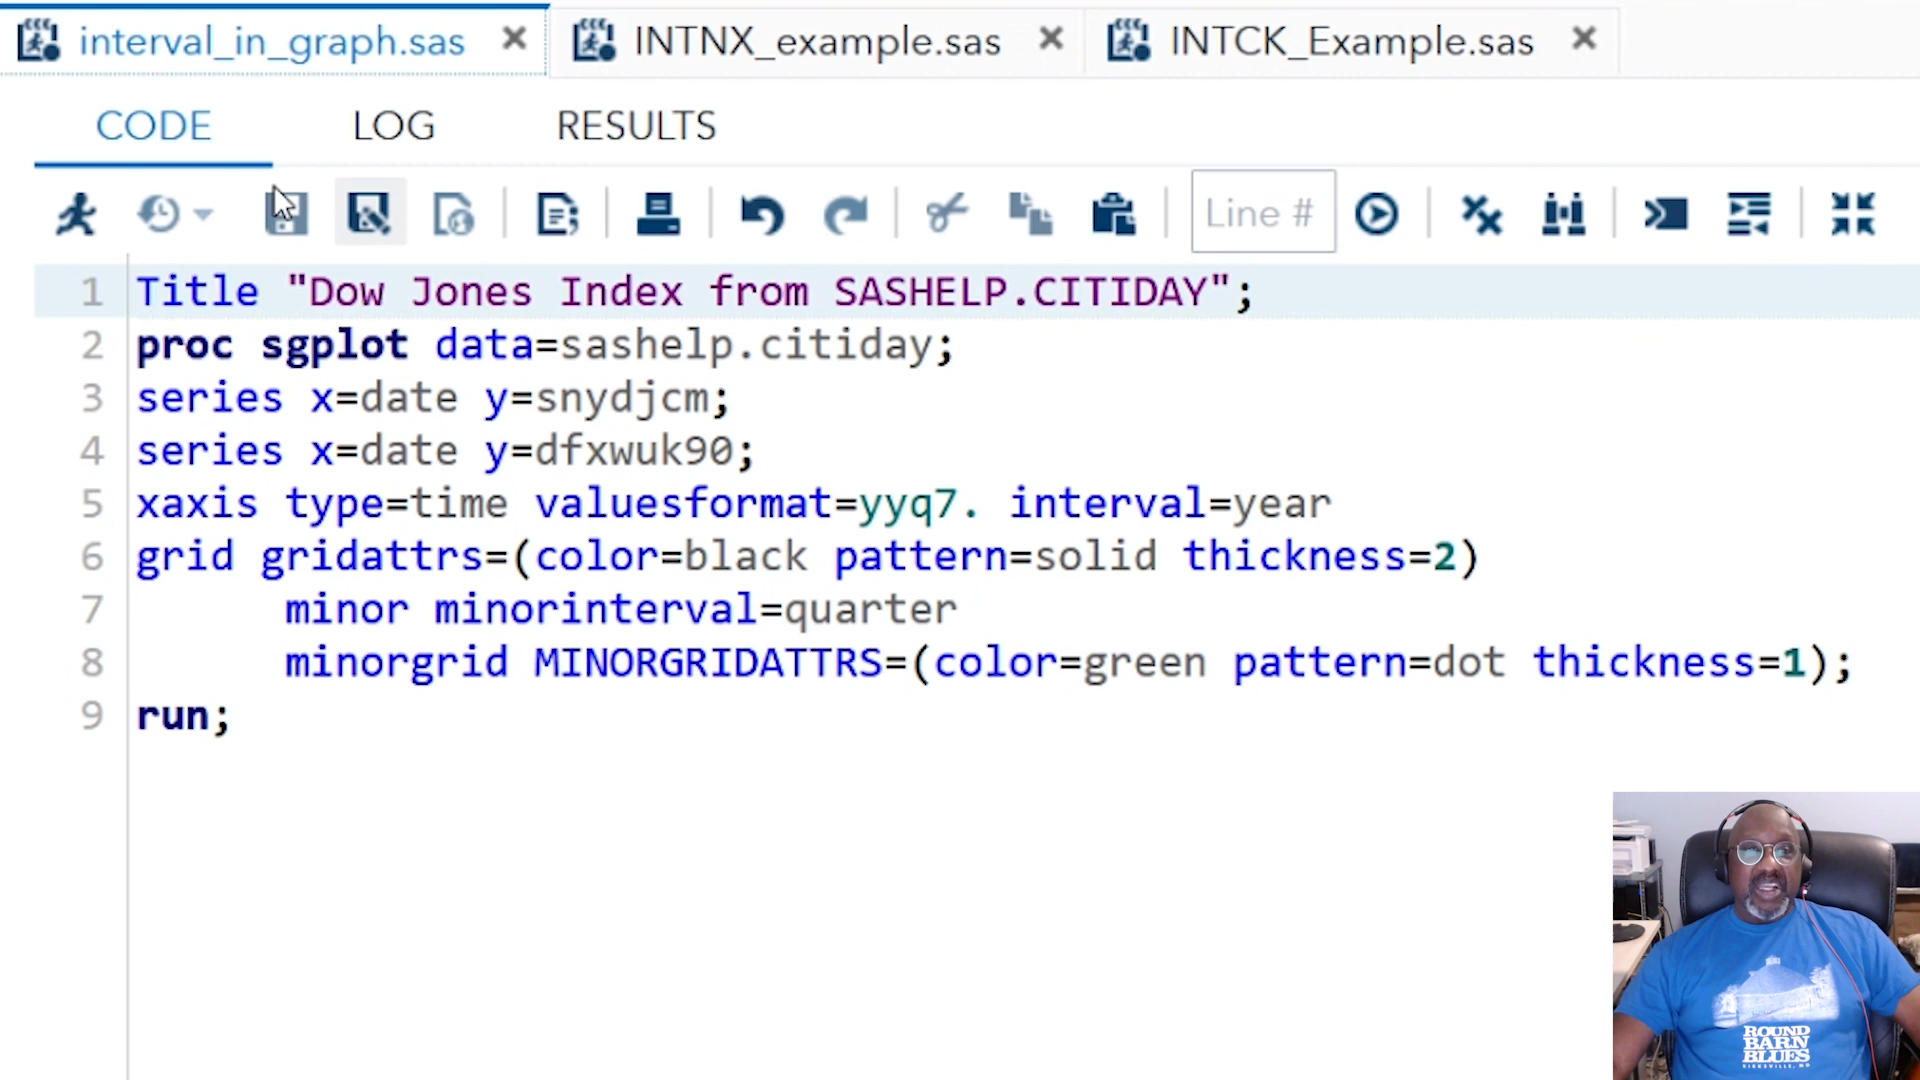 interval_in_graph.sas
INTNX_example.sas
INTCK_Example.sas
CODE
LOG
RESULTS
Line #
1 Title "Dow Jones Index from SASHELP.CITIDAY";
2 proc sgplot data=sashelp.citiday;
3 series x=date y=snydjcm;
4 series x=date y=dfxwuk90;
5 xaxis type=time valuesformat=yyq7. interval=year
6 grid gridattrs=(color=black pattern=solid thickness=2)
7 minor minorinterval=quarter
8 minorgrid MINORGRIDATTRS=(color=green pattern=dot thickness=1);
9 run;
ROUND
BARN
BLUES
KIRKSVILLE, MO